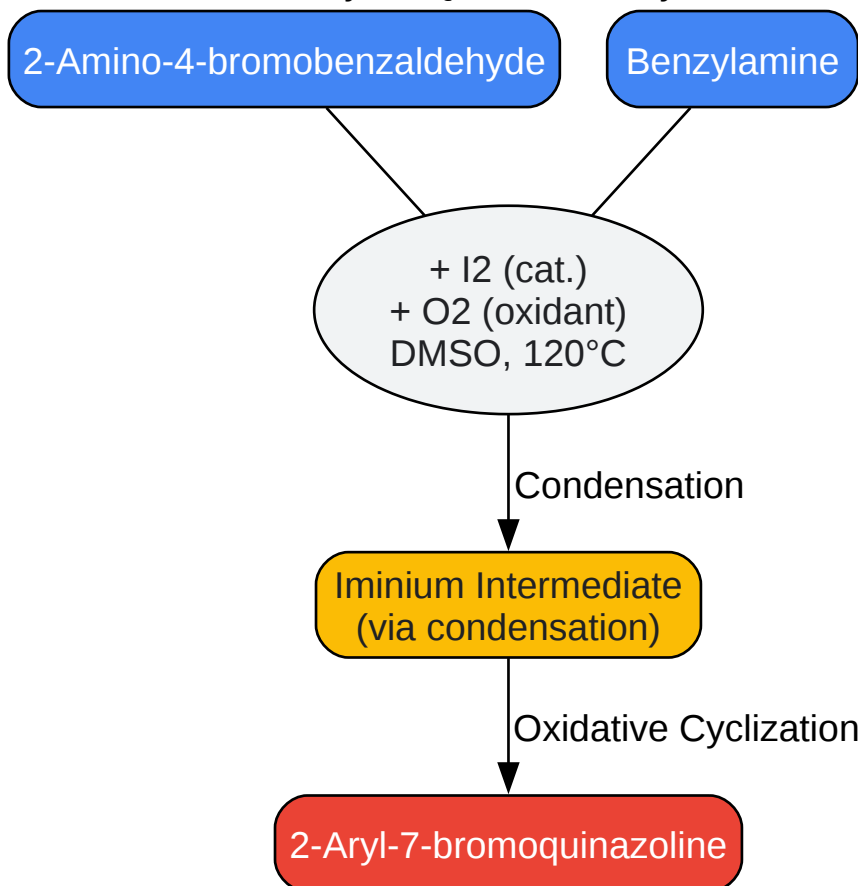 2-Amino-4-bromobenzaldehyde
Benzylamine
+ I2 (cat.)
+ O2 (oxidant)
DMSO, 120°C
Condensation
Iminium Intermediate
(via condensation)
Oxidative Cyclization
2-Aryl-7-bromoquinazoline